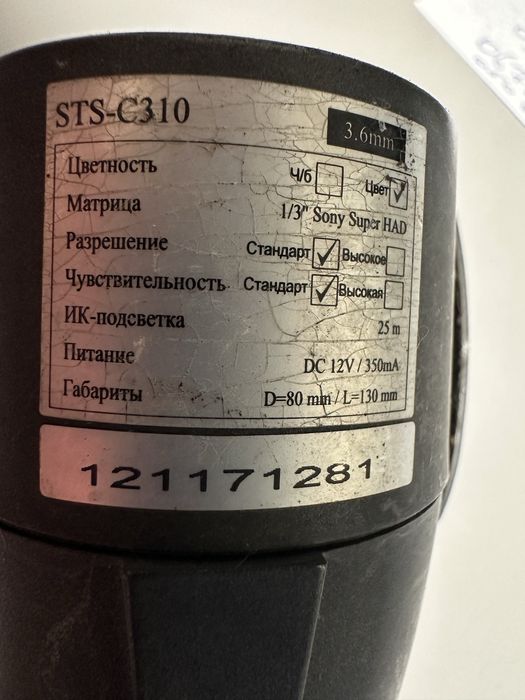 STS-C310
3.6mm
Цветность Ч/б Цвет
Матрица 1/3" Sony Super HAD
Разрешение Стандарт Высокое
Чувствительность Стандарт Высокая
ИК-подсветка 25 m
Питание DC 12V / 350mA
Габариты D=80 mm / L=130 mm
121171281